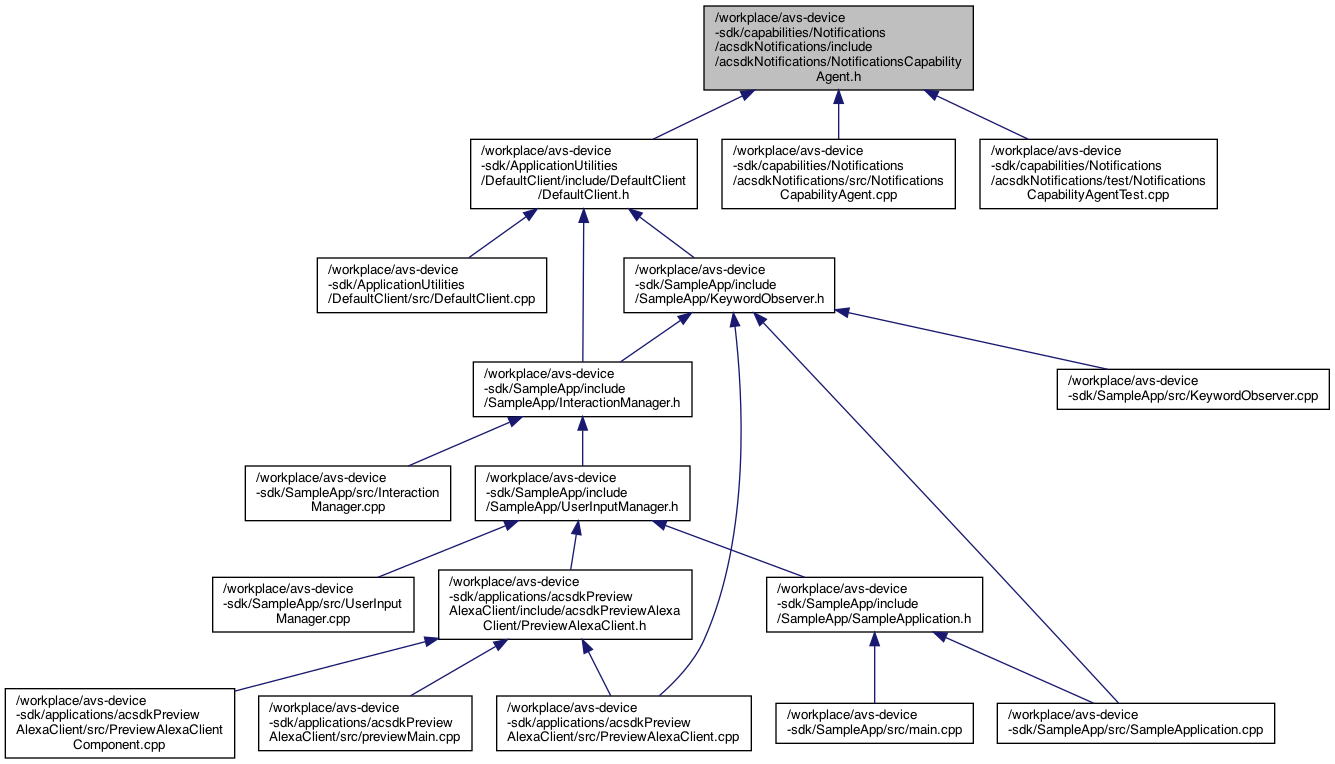 /workplace/avs-device
-sdk/capabilities/Notifications
/acsdkNotifications/include
/acsdkNotifications/NotificationsCapability
Agent.h
/workplace/avs-device
-sdk/ApplicationUtilities
/DefaultClient/include/DefaultClient
/DefaultClient.h
/workplace/avs-device
-sdk/capabilities/Notifications
/acsdkNotifications/src/Notifications
CapabilityAgent.cpp
/workplace/avs-device
-sdk/capabilities/Notifications
/acsdkNotifications/test/Notifications
CapabilityAgentTest.cpp
/workplace/avs-device
-sdk/ApplicationUtilities
/DefaultClient/src/DefaultClient.cpp
/workplace/avs-device
-sdk/SampleApp/include
/SampleApp/KeywordObserver.h
/workplace/avs-device
-sdk/SampleApp/include
/SampleApp/InteractionManager.h
/workplace/avs-device
-sdk/SampleApp/src/KeywordObserver.cpp
/workplace/avs-device
-sdk/SampleApp/src/Interaction
Manager.cpp
/workplace/avs-device
-sdk/SampleApp/include
/SampleApp/UserInputManager.h
/workplace/avs-device
-sdk/SampleApp/src/UserInput
Manager.cpp
/workplace/avs-device
-sdk/applications/acsdkPreview
AlexaClient/include/acsdkPreviewAlexa
Client/PreviewAlexaClient.h
/workplace/avs-device
-sdk/SampleApp/include
/SampleApp/SampleApplication.h
/workplace/avs-device
-sdk/applications/acsdkPreview
AlexaClient/src/PreviewAlexaClient
Component.cpp
/workplace/avs-device
-sdk/applications/acsdkPreview
AlexaClient/src/previewMain.cpp
/workplace/avs-device
-sdk/applications/acsdkPreview
AlexaClient/src/PreviewAlexaClient.cpp
/workplace/avs-device
-sdk/SampleApp/src/main.cpp
/workplace/avs-device
-sdk/SampleApp/src/SampleApplication.cpp